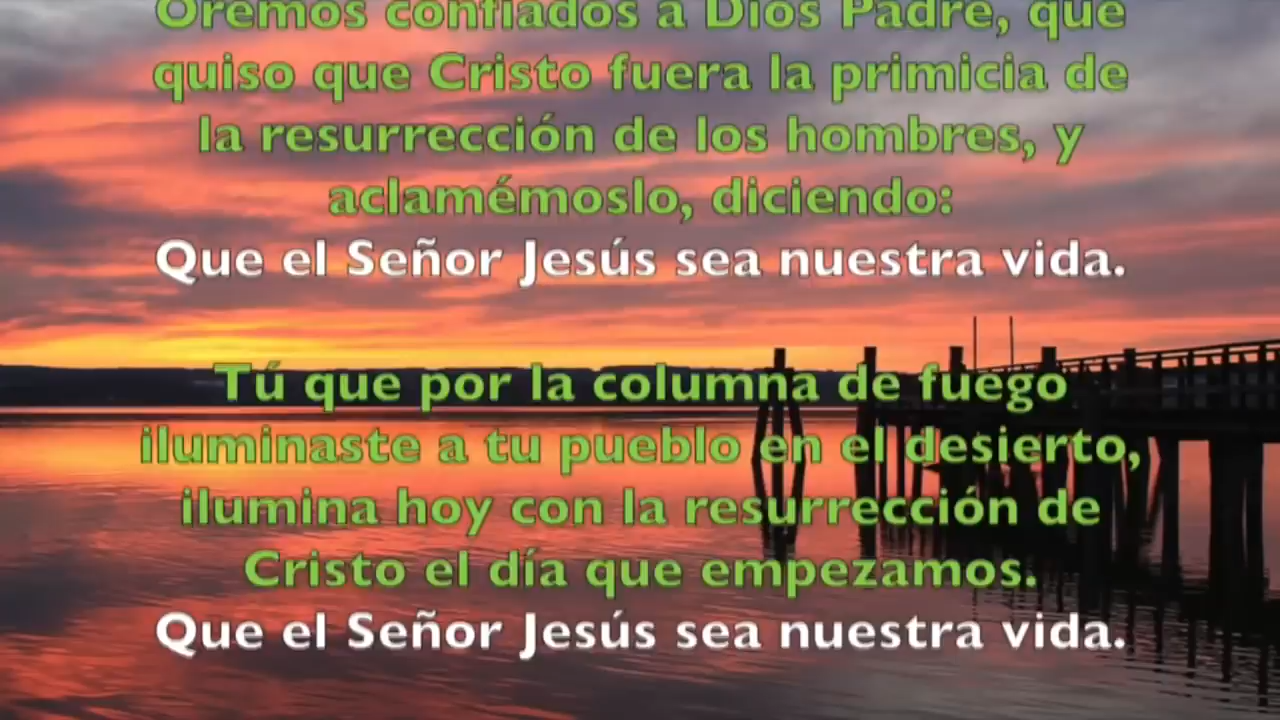 Oremos confiados a Dios Padre, que
quiso que Cristo fuera la primicia de
la resurrección de los hombres, y
aclamémoslo, diciendo:
Que el Señor Jesús sea nuestra vida.
Tú que por la columna de fuego
iluminaste a tu pueblo en el desierto,
ilumina hoy con la resurrección de
Cristo el día que empezamos.
Que el Señor Jesús sea nuestra vida.